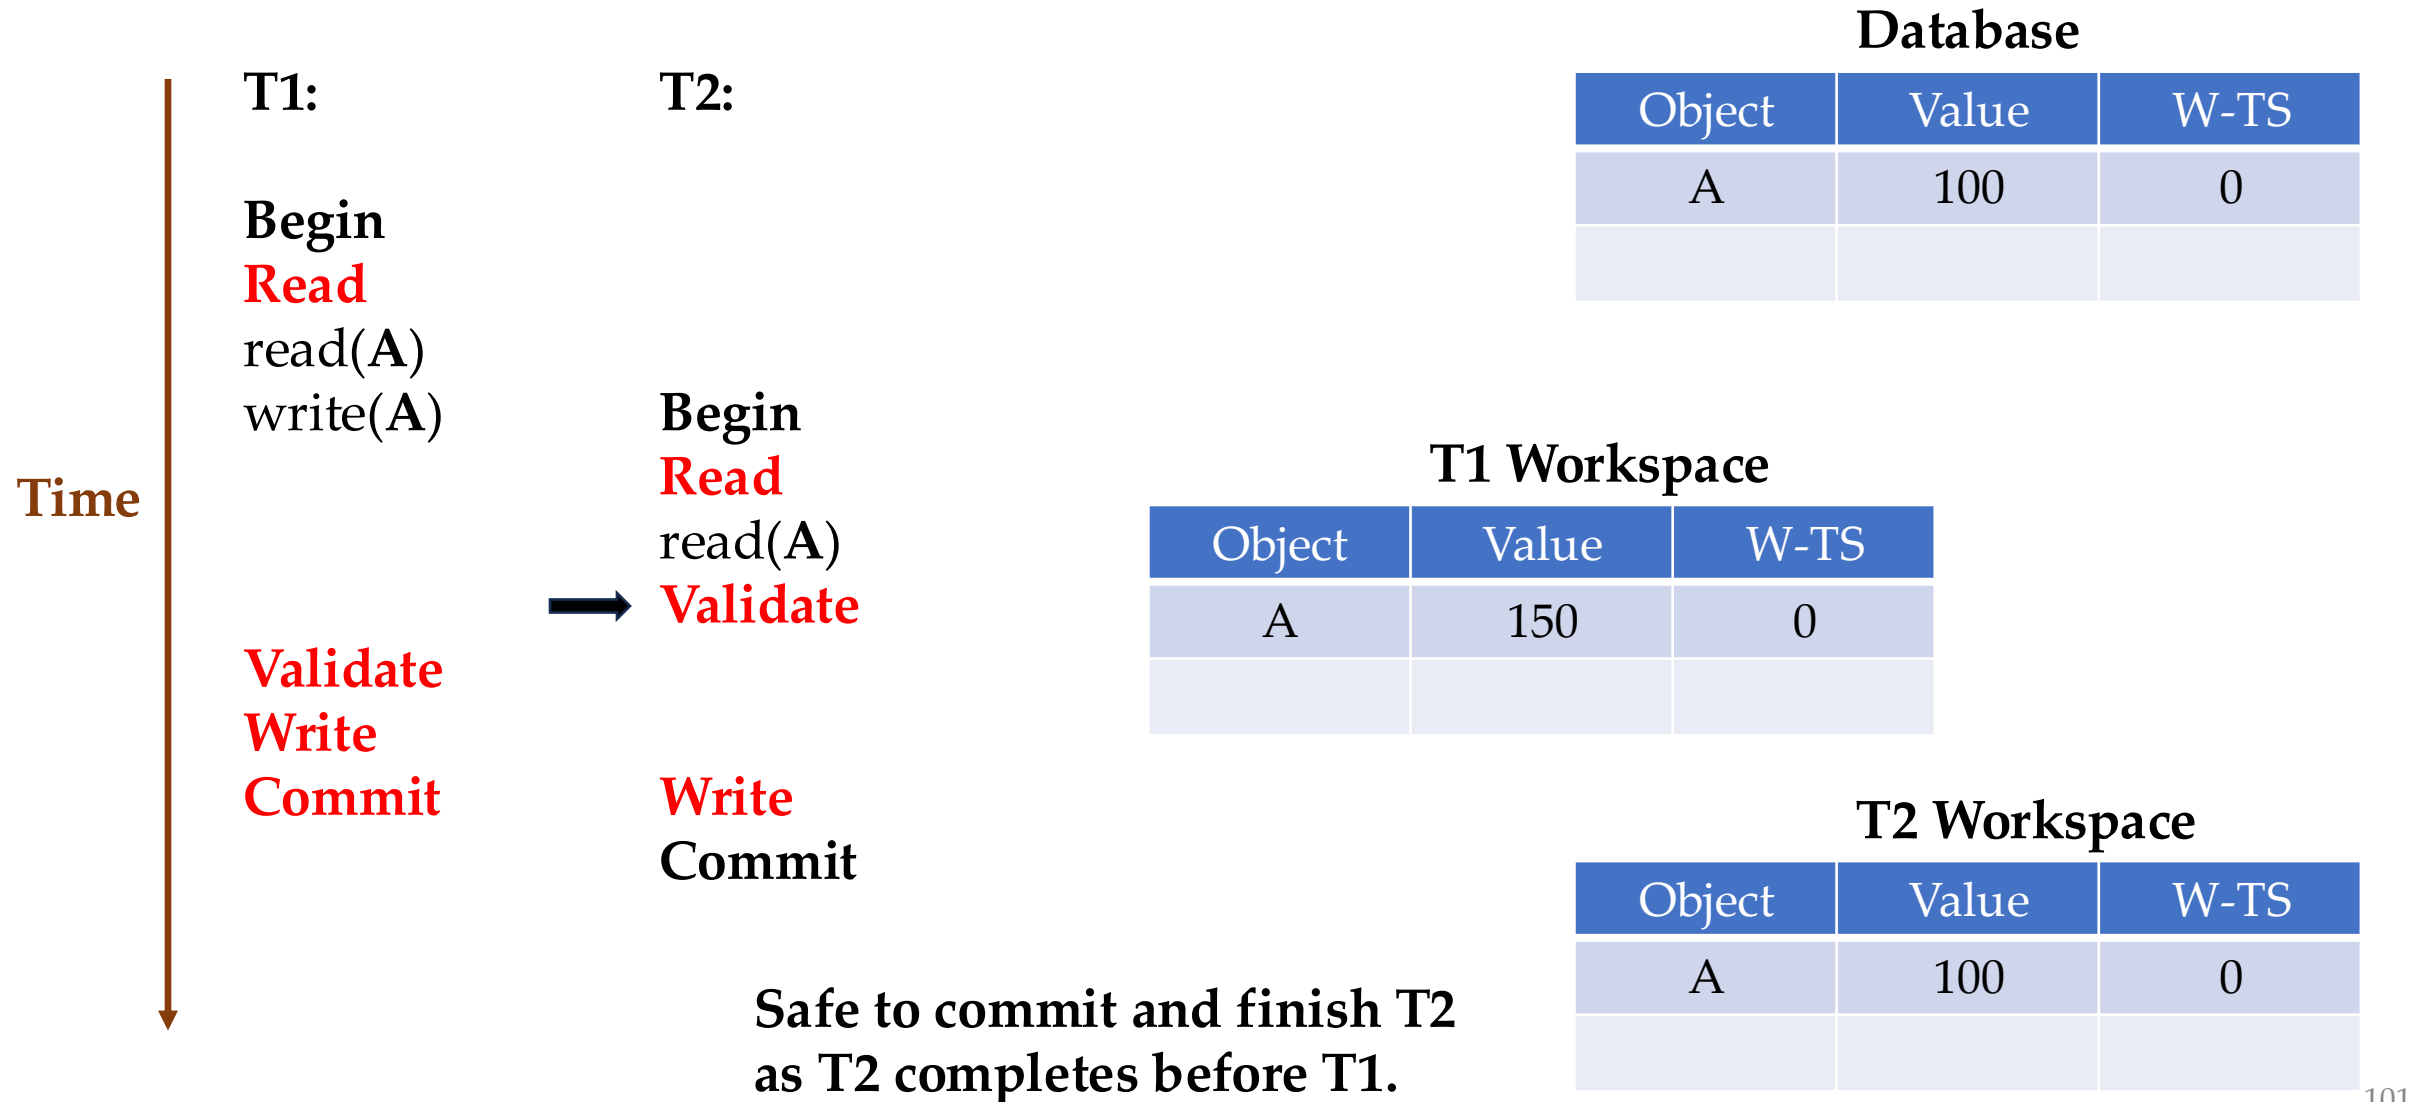 Database
T1: T2:
Object Value W-TS
A 100 0
Begin
Read
read(A)
write(A) Begin
T1 Workspace
Read
Time
read(A)
Object Value W-TS
Validate
A 150 0
Validate
Write
Commit Write
T2 Workspace
Commit
Object Value W-TS
A 100 0
Safe to commit and finish T2
as T2 completes before T1.
101